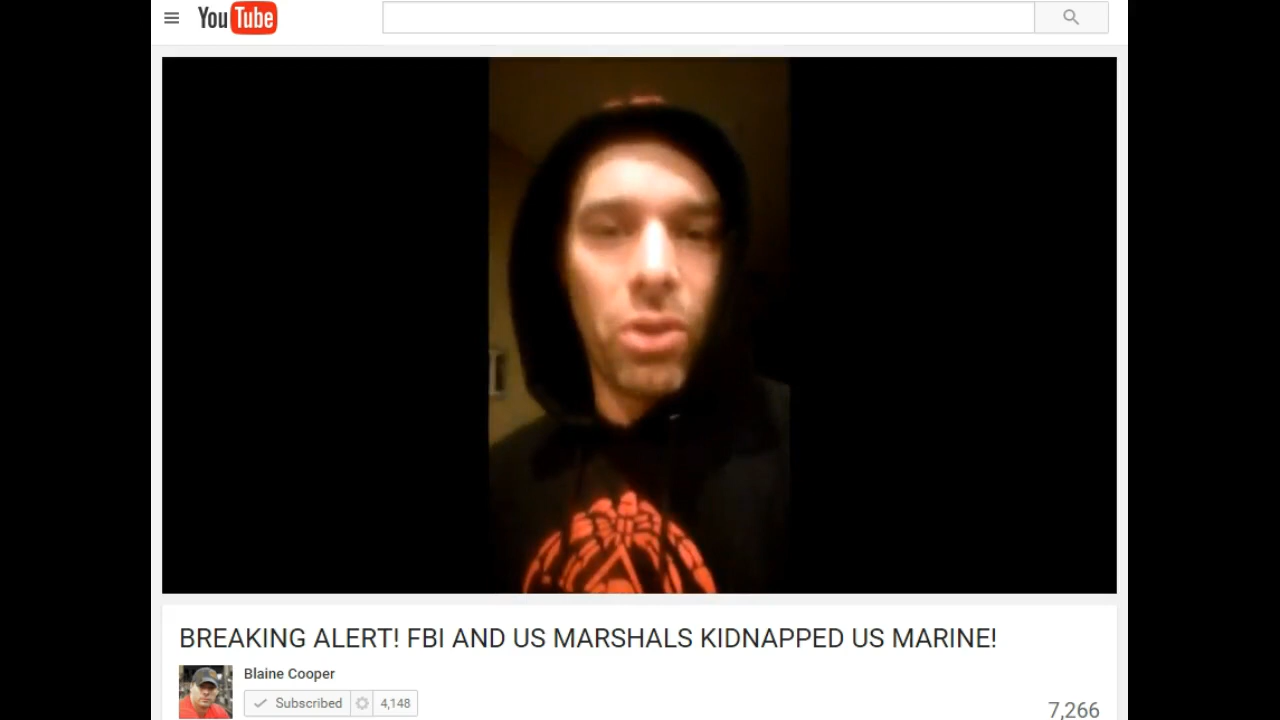 YouTube
BREAKING ALERT! FBI AND US MARSHALS KIDNAPPED US MARINE!
Blaine Cooper
Subscribed 4,148
7,266